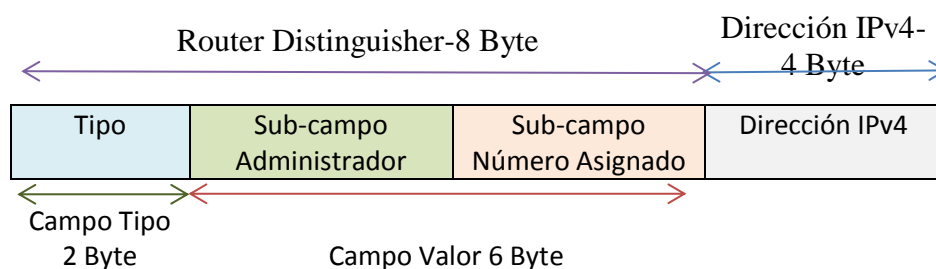 Router Distinguisher-8 Byte
Dirección IPv4-
4 Byte
Tipo
Sub-campo
Administrador
Sub-campo
Número Asignado
Dirección IPv4
Campo Tipo
2 Byte
Campo Valor 6 Byte